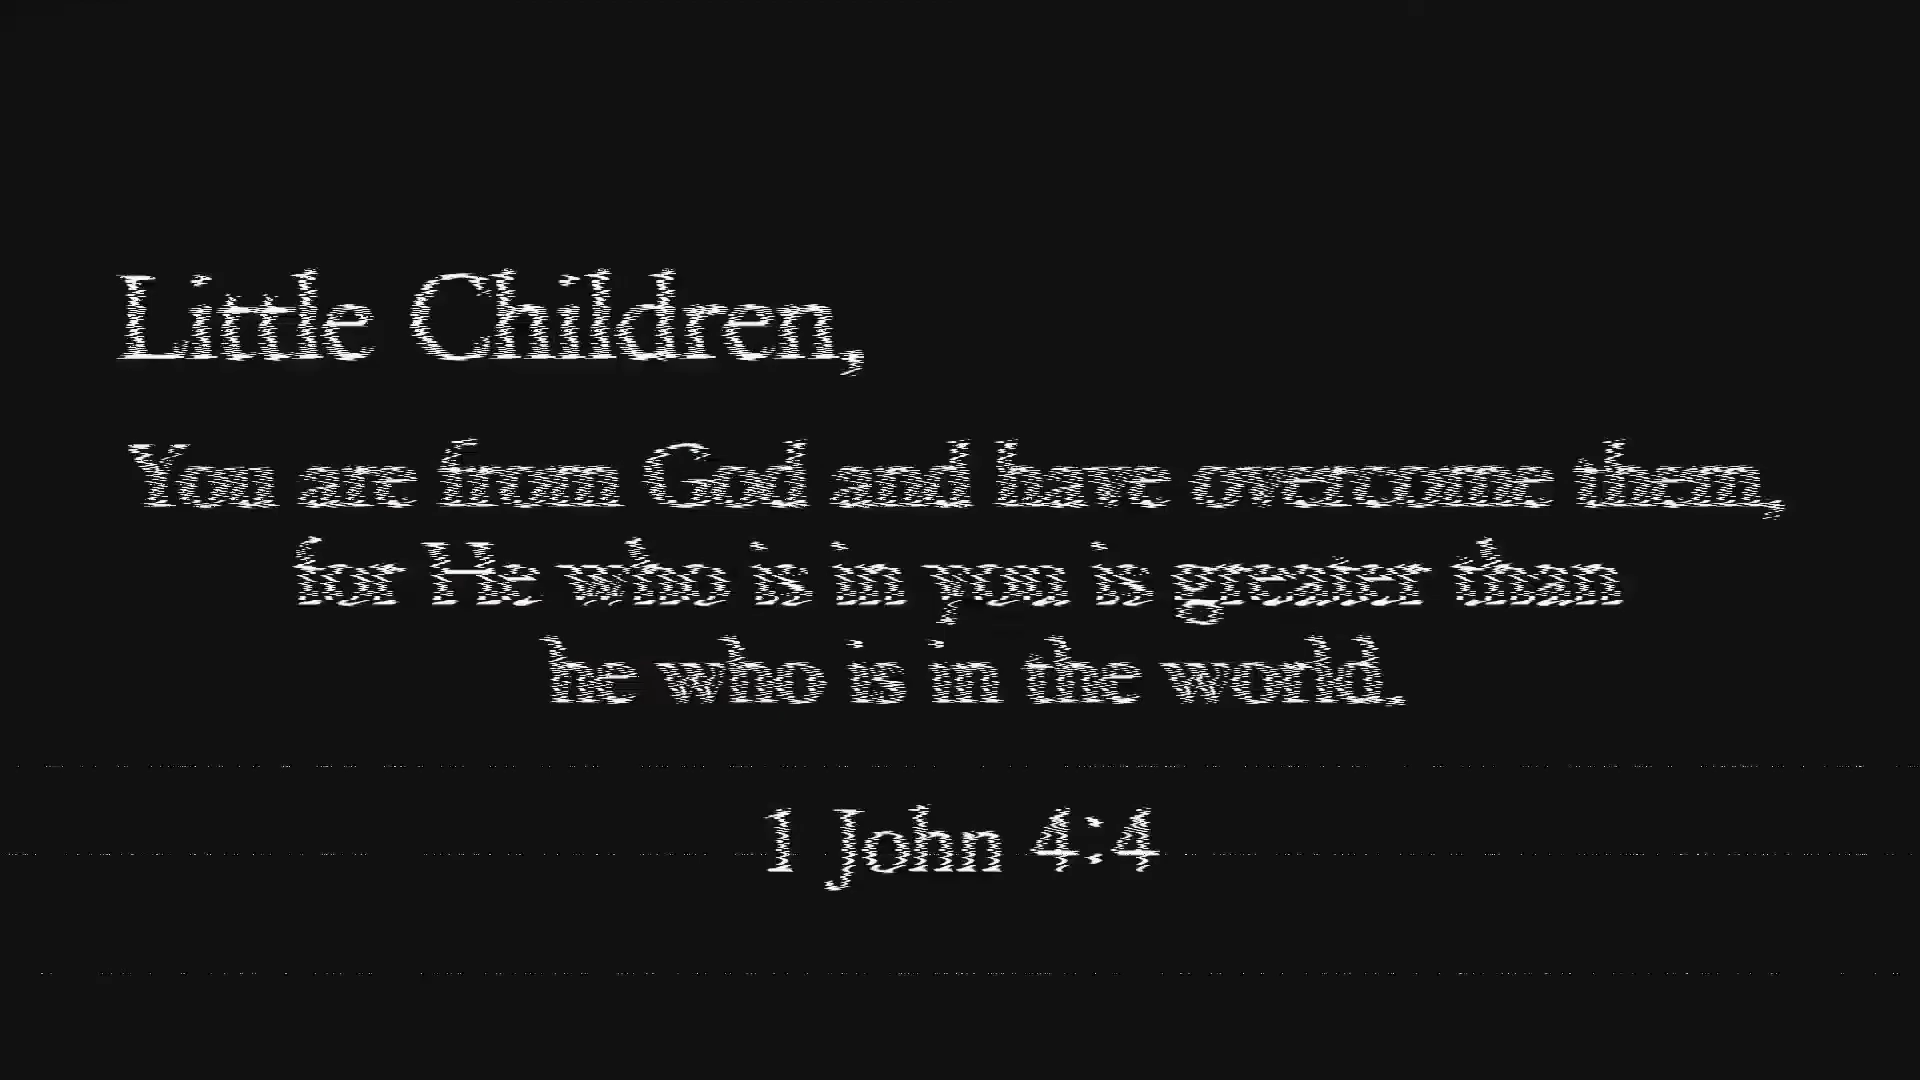 Little Children,
You are from God and have overcome them,
for He who is in you is greater than
he who is in the world.
1 John 4:4